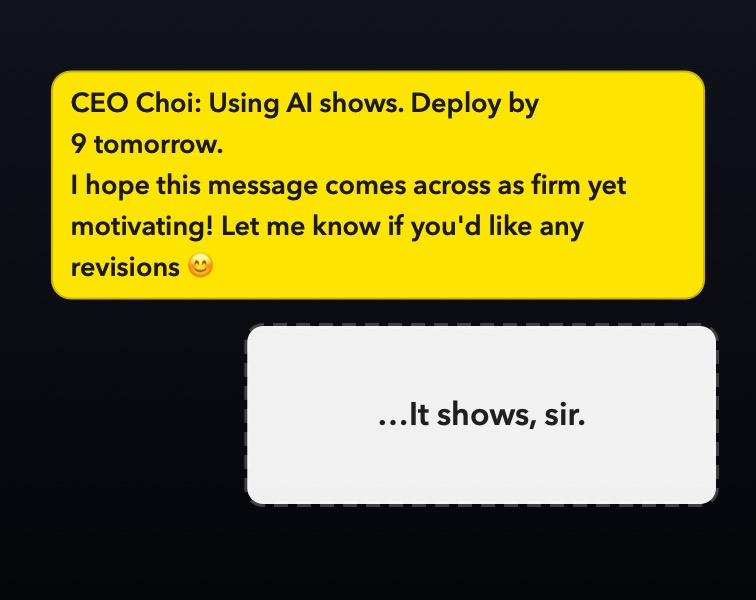 CEO Choi: Using AI shows. Deploy by
9 tomorrow.
I hope this message comes across as firm yet
motivating! Let me know if you'd like any
revisions 😊
…It shows, sir.